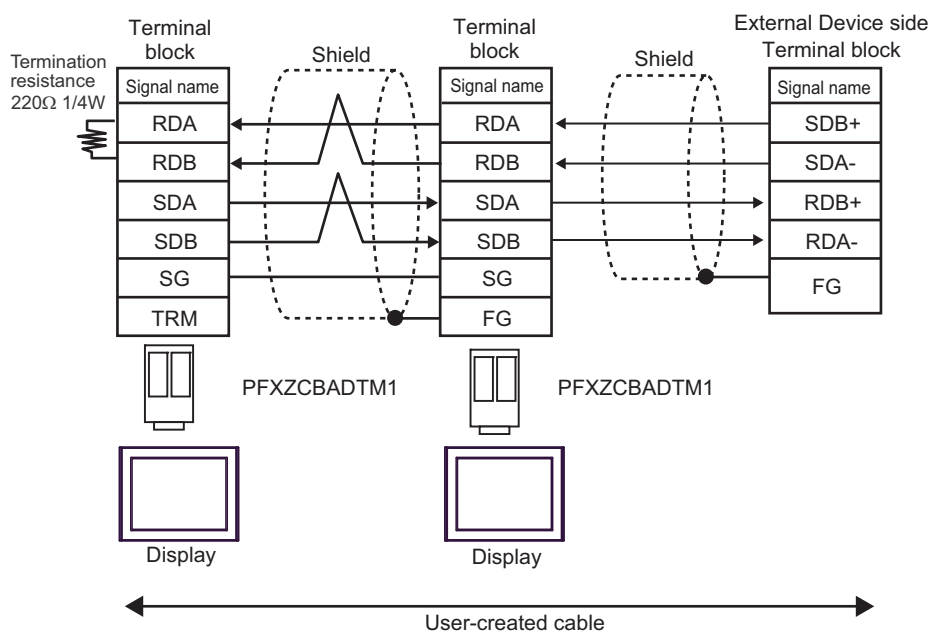 Terminal
block
Terminal
block
External Device side
Terminal block
Termination
resistance
220Ω 1/4W
Shield
Shield
Signal name
Signal name
Signal name
RDA
RDA
SDB+
RDB
RDB
SDA-
SDA
SDA
RDB+
SDB
SDB
RDA-
SG
SG
FG
TRM
FG
PFXZCBADTM1
PFXZCBADTM1
Display
Display
User-created cable